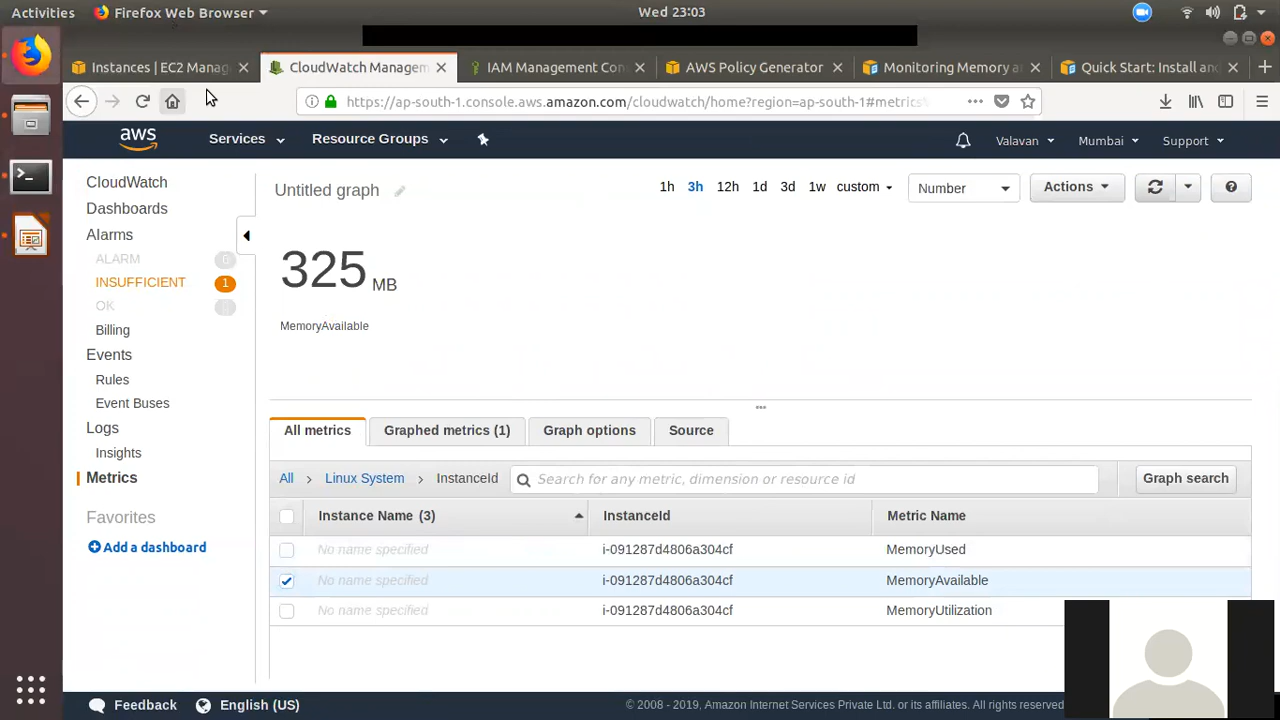 Activities Firefox Web Browser Wed 23:03
Instances | EC2 Manag CloudWatch Managem IAM Management Con AWS Policy Generator Monitoring Memory a Quick Start: Install and
https://ap-south-1.console.aws.amazon.com/cloudwatch/home?region=ap-south-1#metrics
aws Services Resource Groups Valavan Mumbai Support
CloudWatch
Dashboards
Alarms
ALARM 0
INSUFFICIENT 1
OK
Billing
Events
Rules
Event Buses
Logs
Insights
Metrics
Favorites
Add a dashboard
Untitled graph 1h 3h 12h 1d 3d 1w custom Number Actions
325 MB
MemoryAvailable
All metrics Graphed metrics (1) Graph options Source
All > Linux System > InstanceId Search for any metric, dimension or resource id Graph search
Instance Name (3) InstanceId Metric Name
No name specified i-091287d4806a304cf MemoryUsed
No name specified i-091287d4806a304cf MemoryAvailable
No name specified i-091287d4806a304cf MemoryUtilization
Feedback English (US) © 2008 - 2019, Amazon Internet Services Private Ltd. or its affiliates. All rights reserved